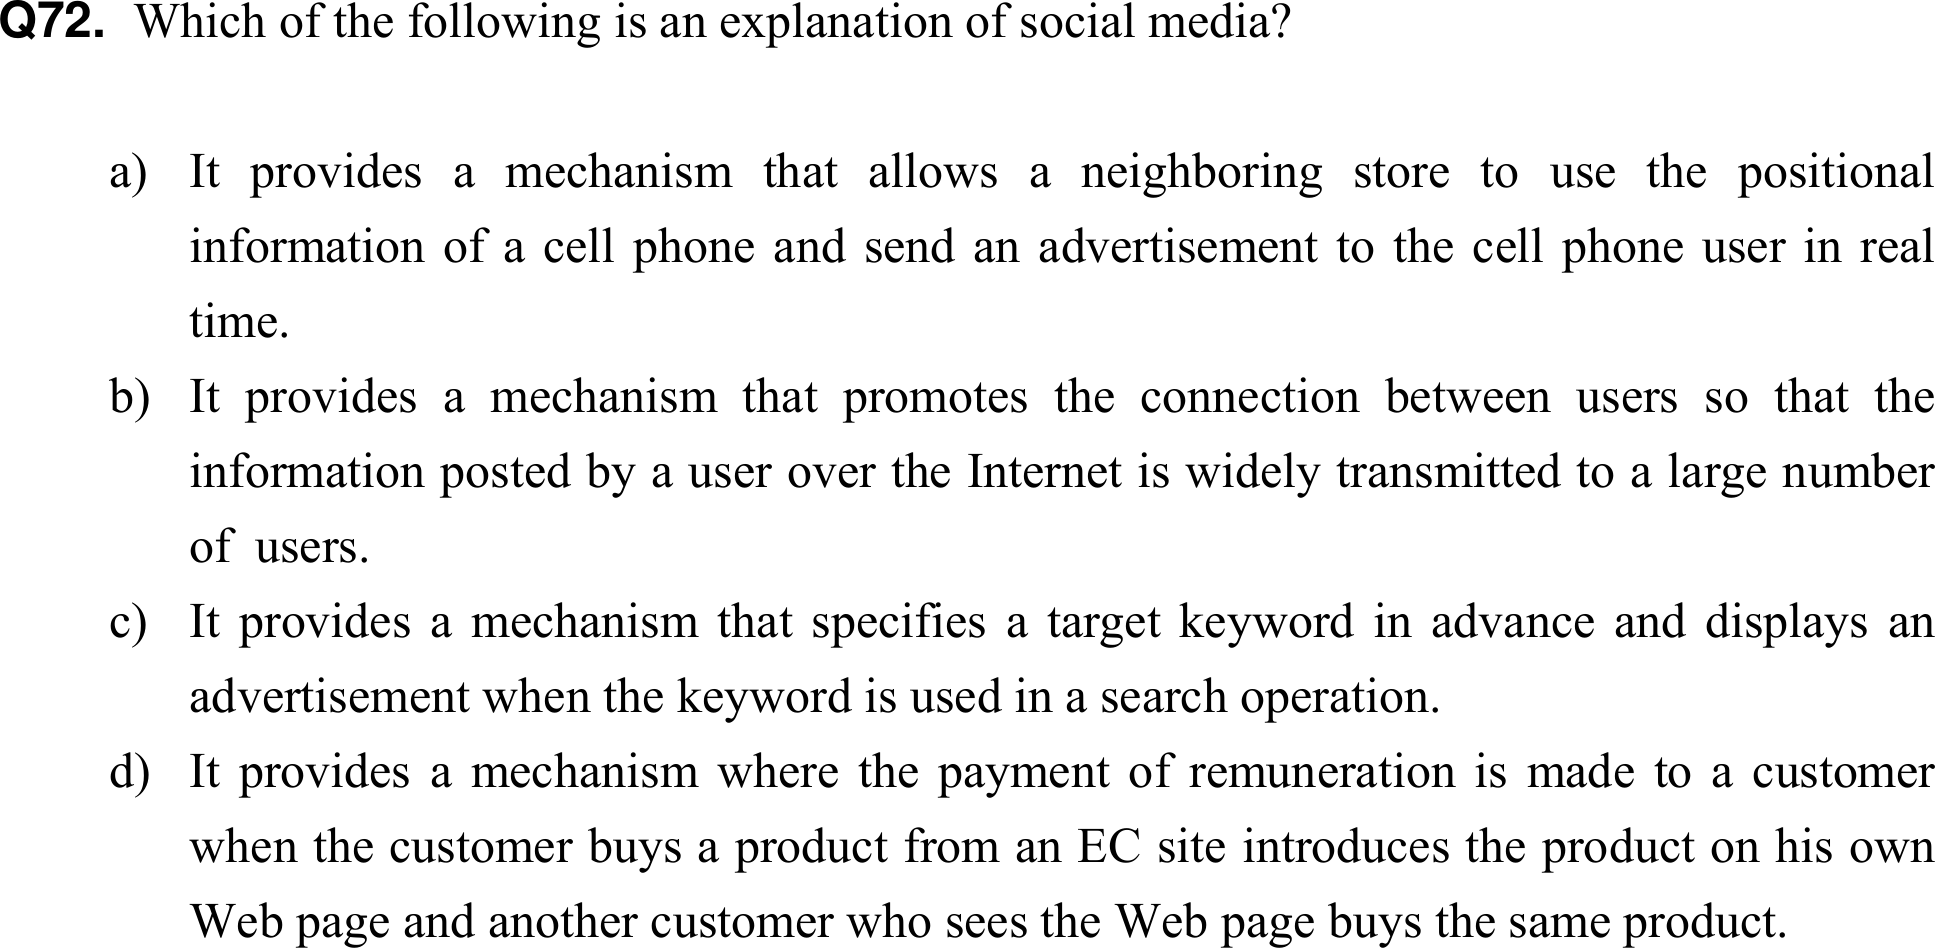 Q72. Which of the following is an explanation of social media?
a) It provides a mechanism that allows a neighboring store to use the positional
information of a cell phone and send an advertisement to the cell phone user in real
time.
b) It provides a mechanism that promotes the connection between users so that the
information posted by a user over the Internet is widely transmitted to a large number
of users.
c) It provides a mechanism that specifies a target keyword in advance and displays an
advertisement when the keyword is used in a search operation.
d) It provides a mechanism where the payment of remuneration is made to a customer
when the customer buys a product from an EC site introduces the product on his own
Web page and another customer who sees the Web page buys the same product.